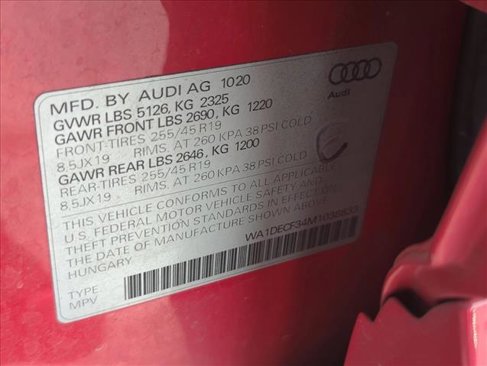 MFD. BY AUDI AG 1020
GVWR LBS 5126, KG 2325
GAWR FRONT LBS 2690, KG 1220
FRONT-TIRES 255/45 R19
8,5JX19 RIMS. AT 260 KPA 38 PSI COLD
GAWR REAR LBS 2646, KG 1200
REAR-TIRES 255/45 R19
8,5JX19 RIMS. AT 260 KPA 38 PSI COLD
THIS VEHICLE CONFORMS TO ALL APPLICABLE
U.S. FEDERAL MOTOR VEHICLE SAFETY AND
THEFT PREVENTION STANDARDS IN EFFECT ON
THE DATE OF MANUFACTURE SHOWN ABOVE
HUNGARY
TYPE
MPV
Audi